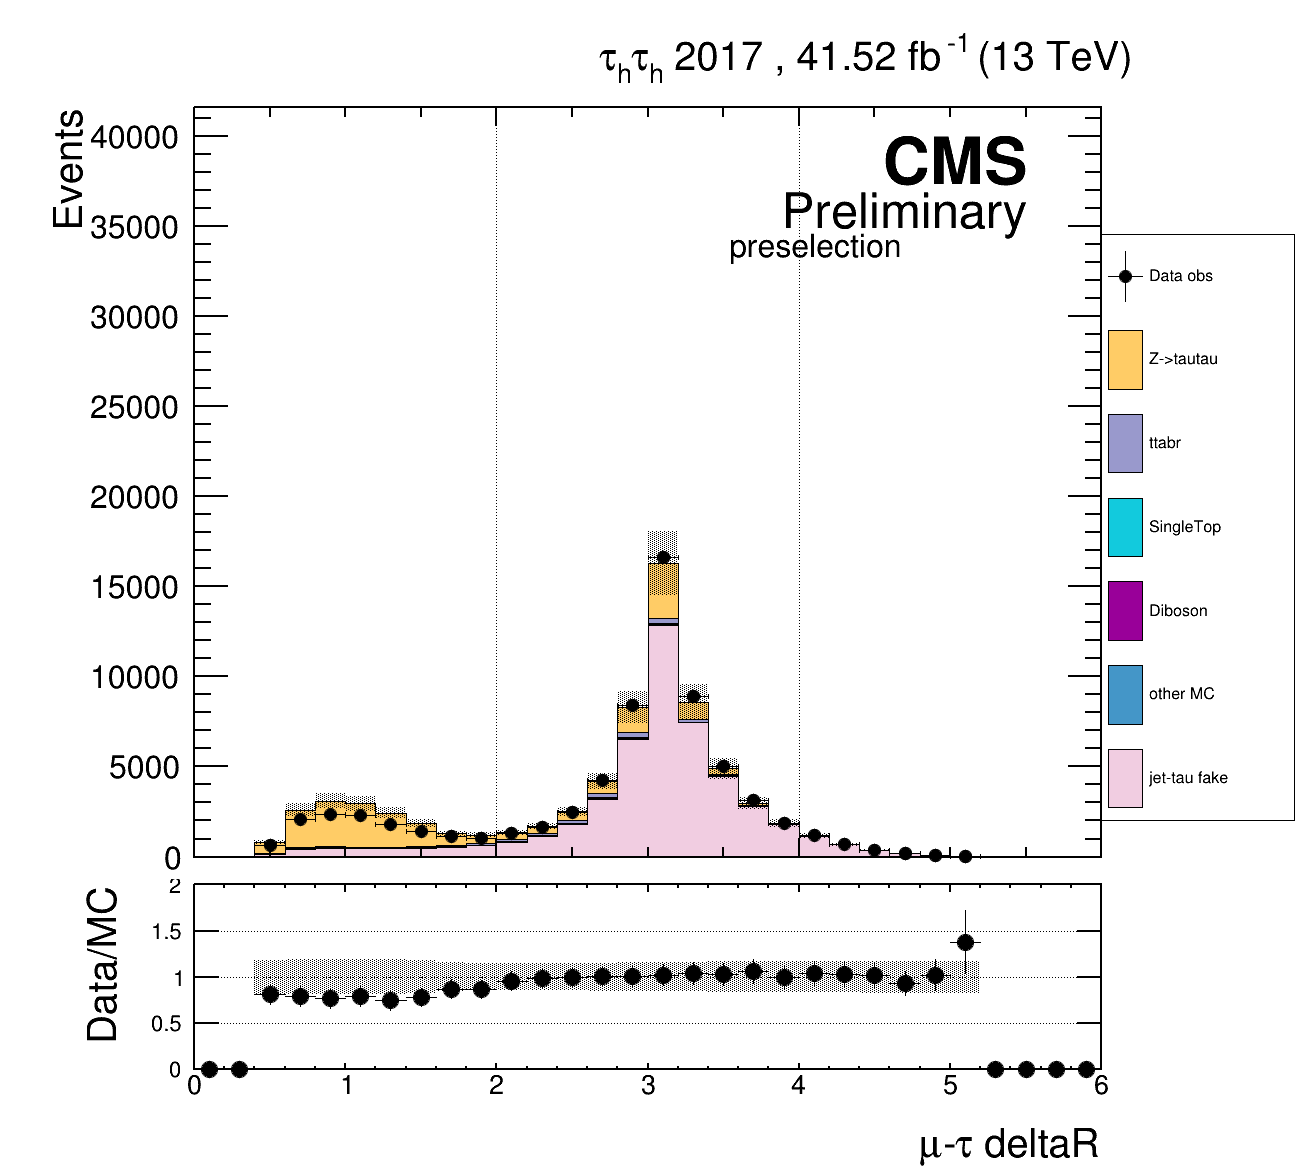 τhτh 2017 , 41.52 fb-1 (13 TeV)
Events
40000
35000
30000
25000
20000
15000
10000
5000
0
CMS
Preliminary
preselection
Data obs
Z->tautau
ttabr
SingleTop
Diboson
other MC
jet-tau fake
Data/MC
2
1.5
1
0.5
0
0 1 2 3 4 5 6
μ-τ deltaR